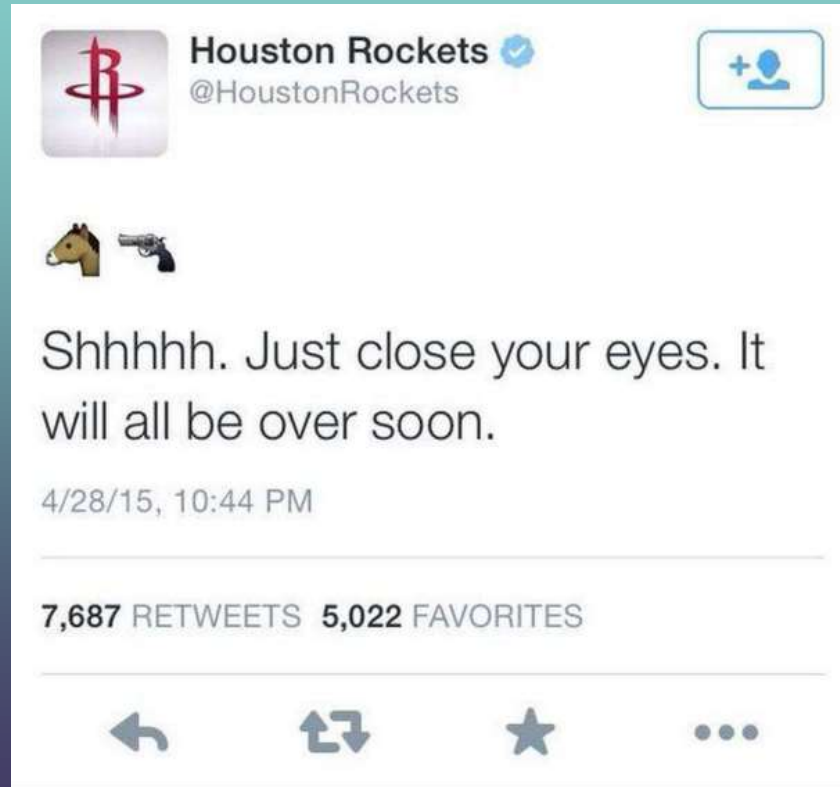 Houston Rockets
@HoustonRockets
🐴🔫
Shhhhh. Just close your eyes. It
will all be over soon.
4/28/15, 10:44 PM
7,687 RETWEETS 5,022 FAVORITES